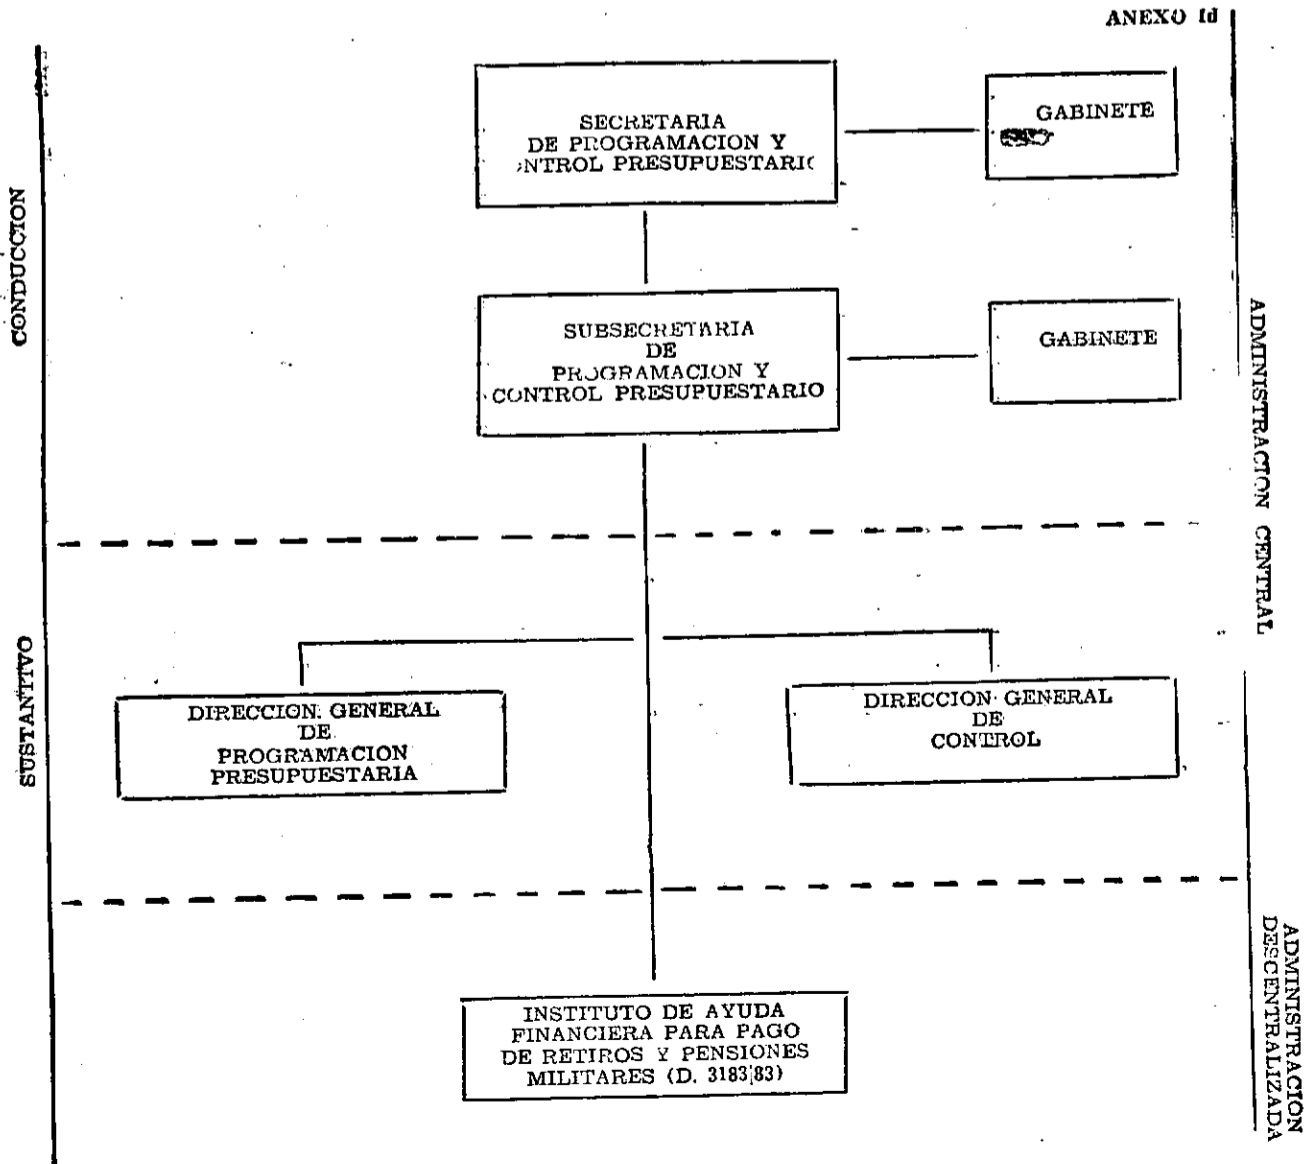 ANEXO Id
SECRETARIA
DE PROGRAMACION Y
NTROL PRESUPUESTARI
GABINETE
CONDUCCION
SUBSECRETARIA
DE
PROGRAMACION Y
CONTROL PRESUPUESTARIO
GABINETE
ADMINISTRACION CENTRAL
SUSTANTIVO
DIRECCION GENERAL
DE
PROGRAMACION
PRESUPUESTARIA
DIRECCION GENERAL
DE
CONTROL
INSTITUTO DE AYUDA
FINANCIERA PARA PAGO
DE RETIROS Y PENSIONES
MILITARES (D. 3183|83)
ADMINISTRACION
DESCENTRALIZADA